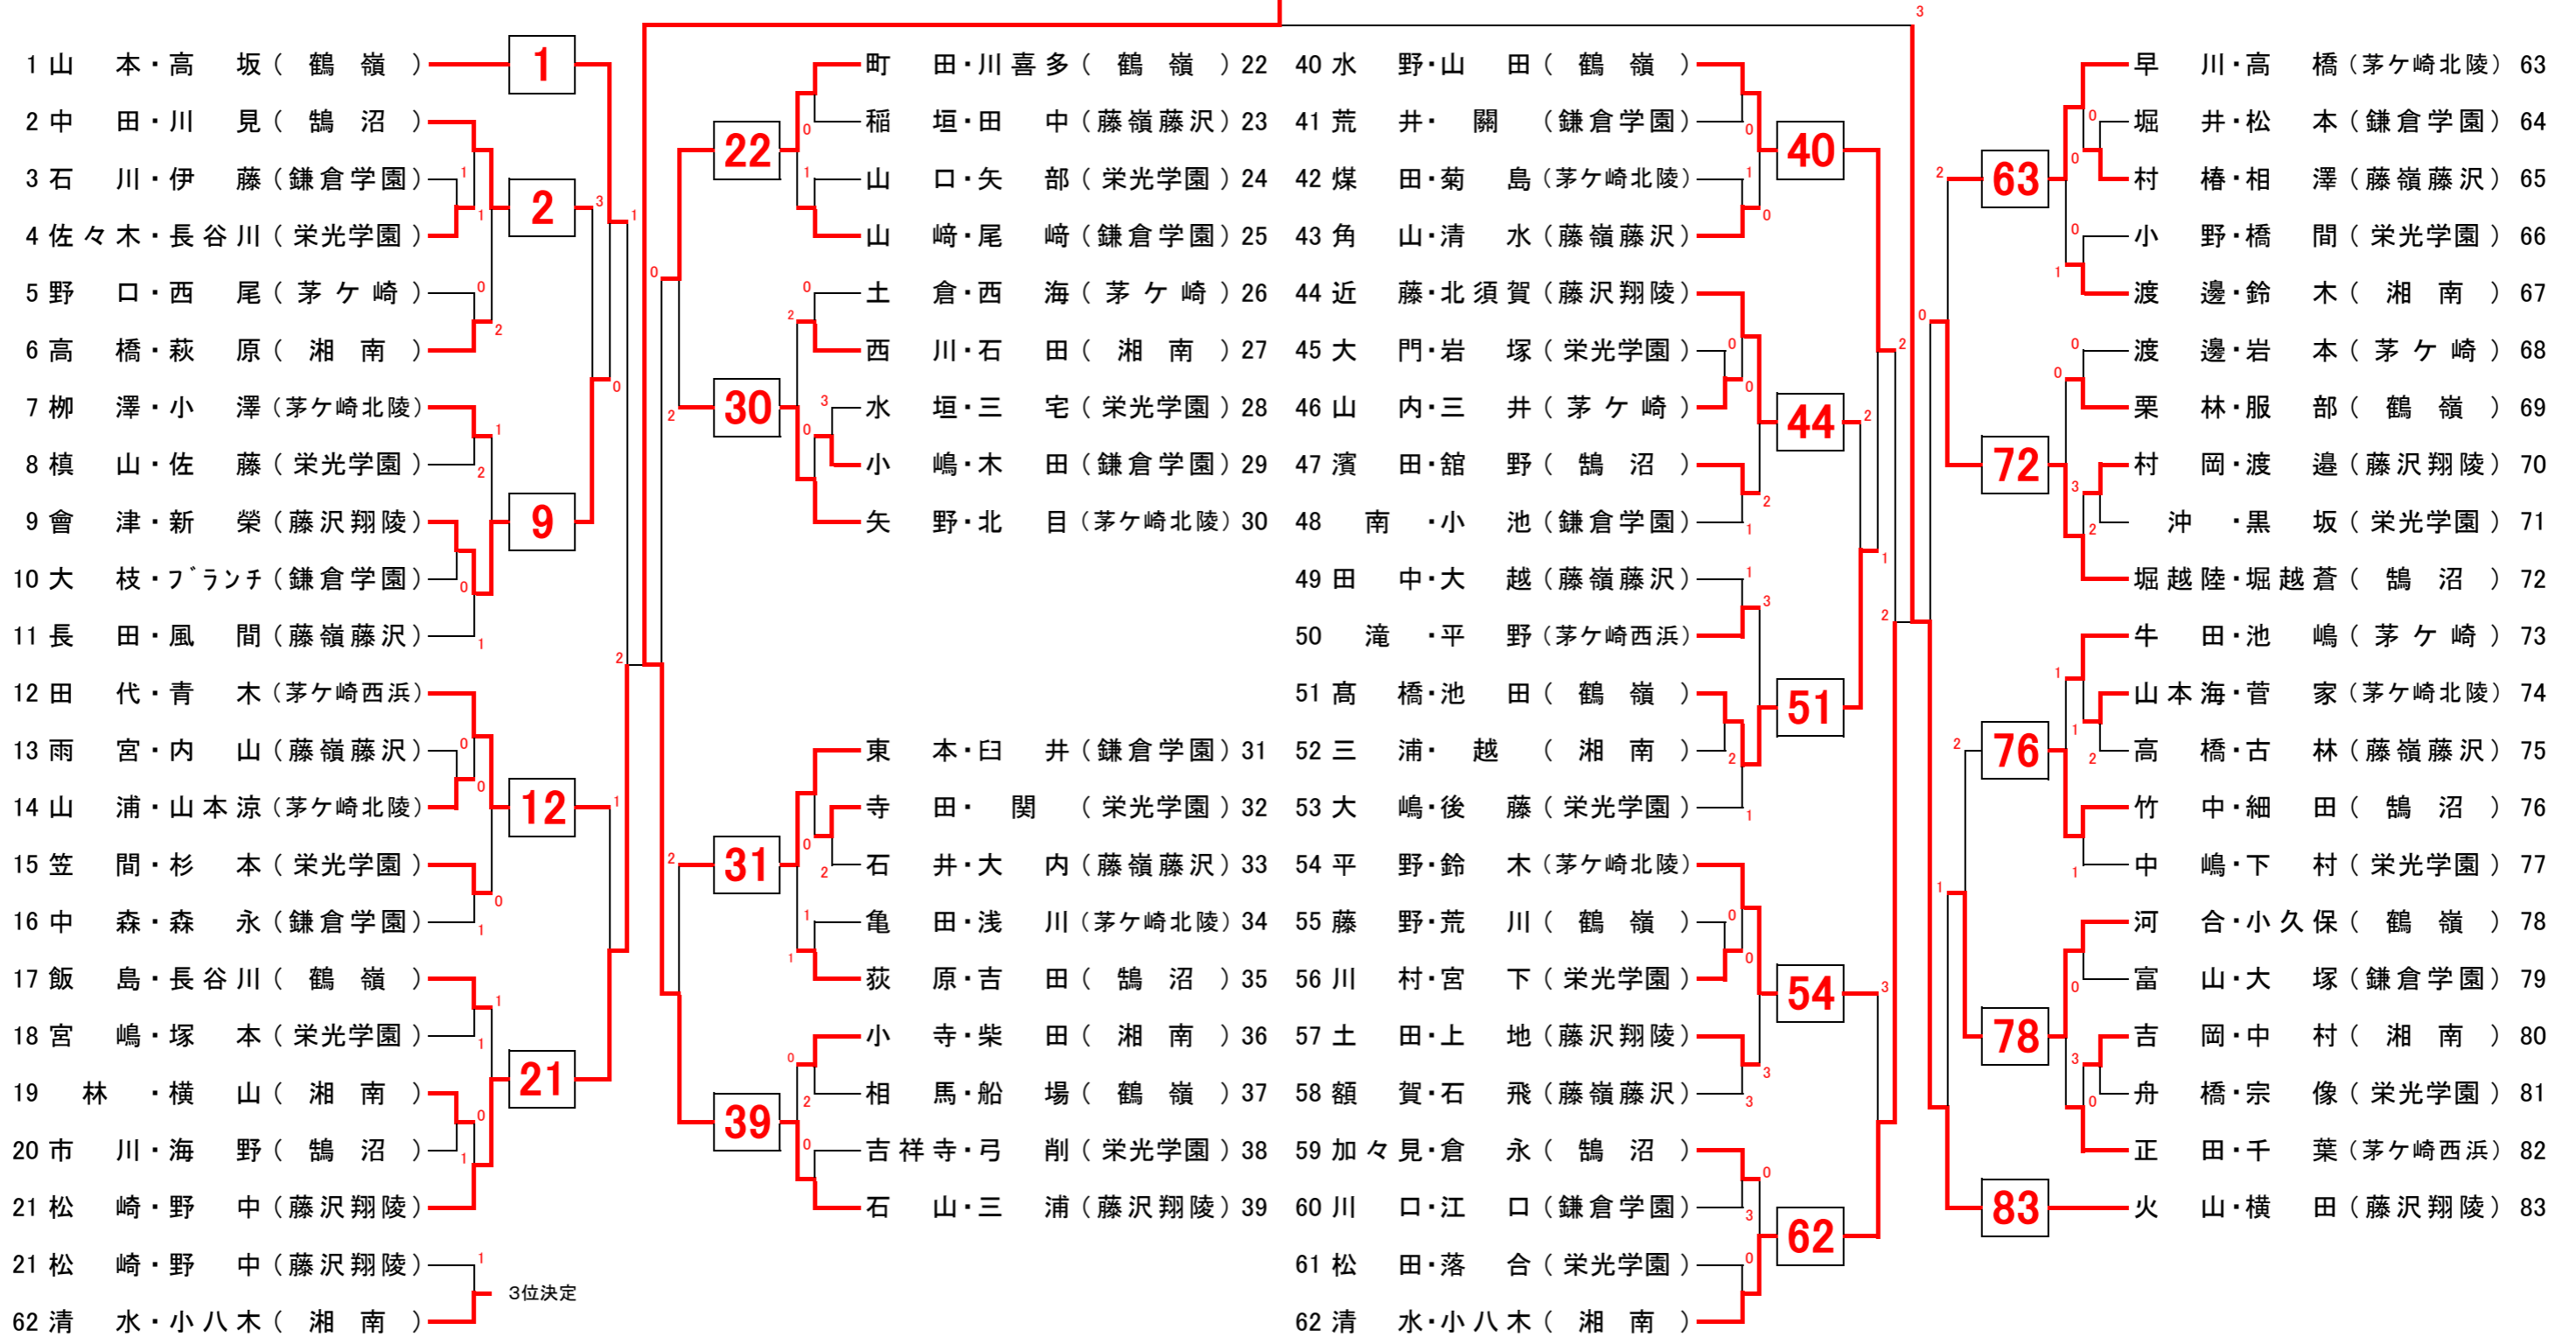 1 山本・高坂(鶴嶺)
2 中田・川見(鵠沼)
3 石川・伊藤(鎌倉学園)
4 佐々木・長谷川(栄光学園)
5 野口・西尾(茅ケ崎)
6 高橋・萩原(湘南)
7 栁澤・小澤(茅ケ崎北陵)
8 槙山・佐藤(栄光学園)
9 會津・新榮(藤沢翔陵)
10 大枝・ブランチ(鎌倉学園)
11 長田・風間(藤嶺藤沢)
12 田代・青木(茅ケ崎西浜)
13 雨宮・内山(藤嶺藤沢)
14 山浦・山本涼(茅ケ崎北陵)
15 笠間・杉本(栄光学園)
16 中森・森永(鎌倉学園)
17 飯島・長谷川(鶴嶺)
18 宮嶋・塚本(栄光学園)
19 林・横山(湘南)
20 市川・海野(鵠沼)
21 松崎・野中(藤沢翔陵)
21 松崎・野中(藤沢翔陵)
62 清水・小八木(湘南)
3位決定
1
2
9
12
21
町田・川喜多(鶴嶺)22
稲垣・田中(藤嶺藤沢)23
山口・矢部(栄光学園)24
山﨑・尾﨑(鎌倉学園)25
土倉・西海(茅ケ崎)26
西川・石田(湘南)27
水垣・三宅(栄光学園)28
小嶋・木田(鎌倉学園)29
矢野・北目(茅ケ崎北陵)30
東本・臼井(鎌倉学園)31
寺田・関(栄光学園)32
石井・大内(藤嶺藤沢)33
亀田・浅川(茅ケ崎北陵)34
荻原・吉田(鵠沼)35
小寺・柴田(湘南)36
相馬・船場(鶴嶺)37
吉祥寺・弓削(栄光学園)38
石山・三浦(藤沢翔陵)39
22
30
31
39
40 水野・山田(鶴嶺)
41 荒井・關(鎌倉学園)
42 煤田・菊島(茅ケ崎北陵)
43 角山・清水(藤嶺藤沢)
44 近藤・北須賀(藤沢翔陵)
45 大門・岩塚(栄光学園)
46 山内・三井(茅ケ崎)
47 濱田・舘野(鵠沼)
48 南・小池(鎌倉学園)
49 田中・大越(藤嶺藤沢)
50 滝・平野(茅ケ崎西浜)
51 髙橋・池田(鶴嶺)
52 三浦・越(湘南)
53 大嶋・後藤(栄光学園)
54 平野・鈴木(茅ケ崎北陵)
55 藤野・荒川(鶴嶺)
56 川村・宮下(栄光学園)
57 土田・上地(藤沢翔陵)
58 額賀・石飛(藤嶺藤沢)
59 加々見・倉永(鵠沼)
60 川口・江口(鎌倉学園)
61 松田・落合(栄光学園)
62 清水・小八木(湘南)
40
44
51
54
62
早川・高橋(茅ケ崎北陵)63
堀井・松本(鎌倉学園)64
村椿・相澤(藤嶺藤沢)65
小野・橋間(栄光学園)66
渡邊・鈴木(湘南)67
渡邊・岩本(茅ケ崎)68
栗林・服部(鶴嶺)69
村岡・渡邉(藤沢翔陵)70
沖・黒坂(栄光学園)71
堀越陸・堀越蒼(鵠沼)72
牛田・池嶋(茅ケ崎)73
山本海・菅家(茅ケ崎北陵)74
高橋・古林(藤嶺藤沢)75
竹中・細田(鵠沼)76
中嶋・下村(栄光学園)77
河合・小久保(鶴嶺)78
富山・大塚(鎌倉学園)79
吉岡・中村(湘南)80
舟橋・宗像(栄光学園)81
正田・千葉(茅ケ崎西浜)82
火山・横田(藤沢翔陵)83
63
72
76
78
83